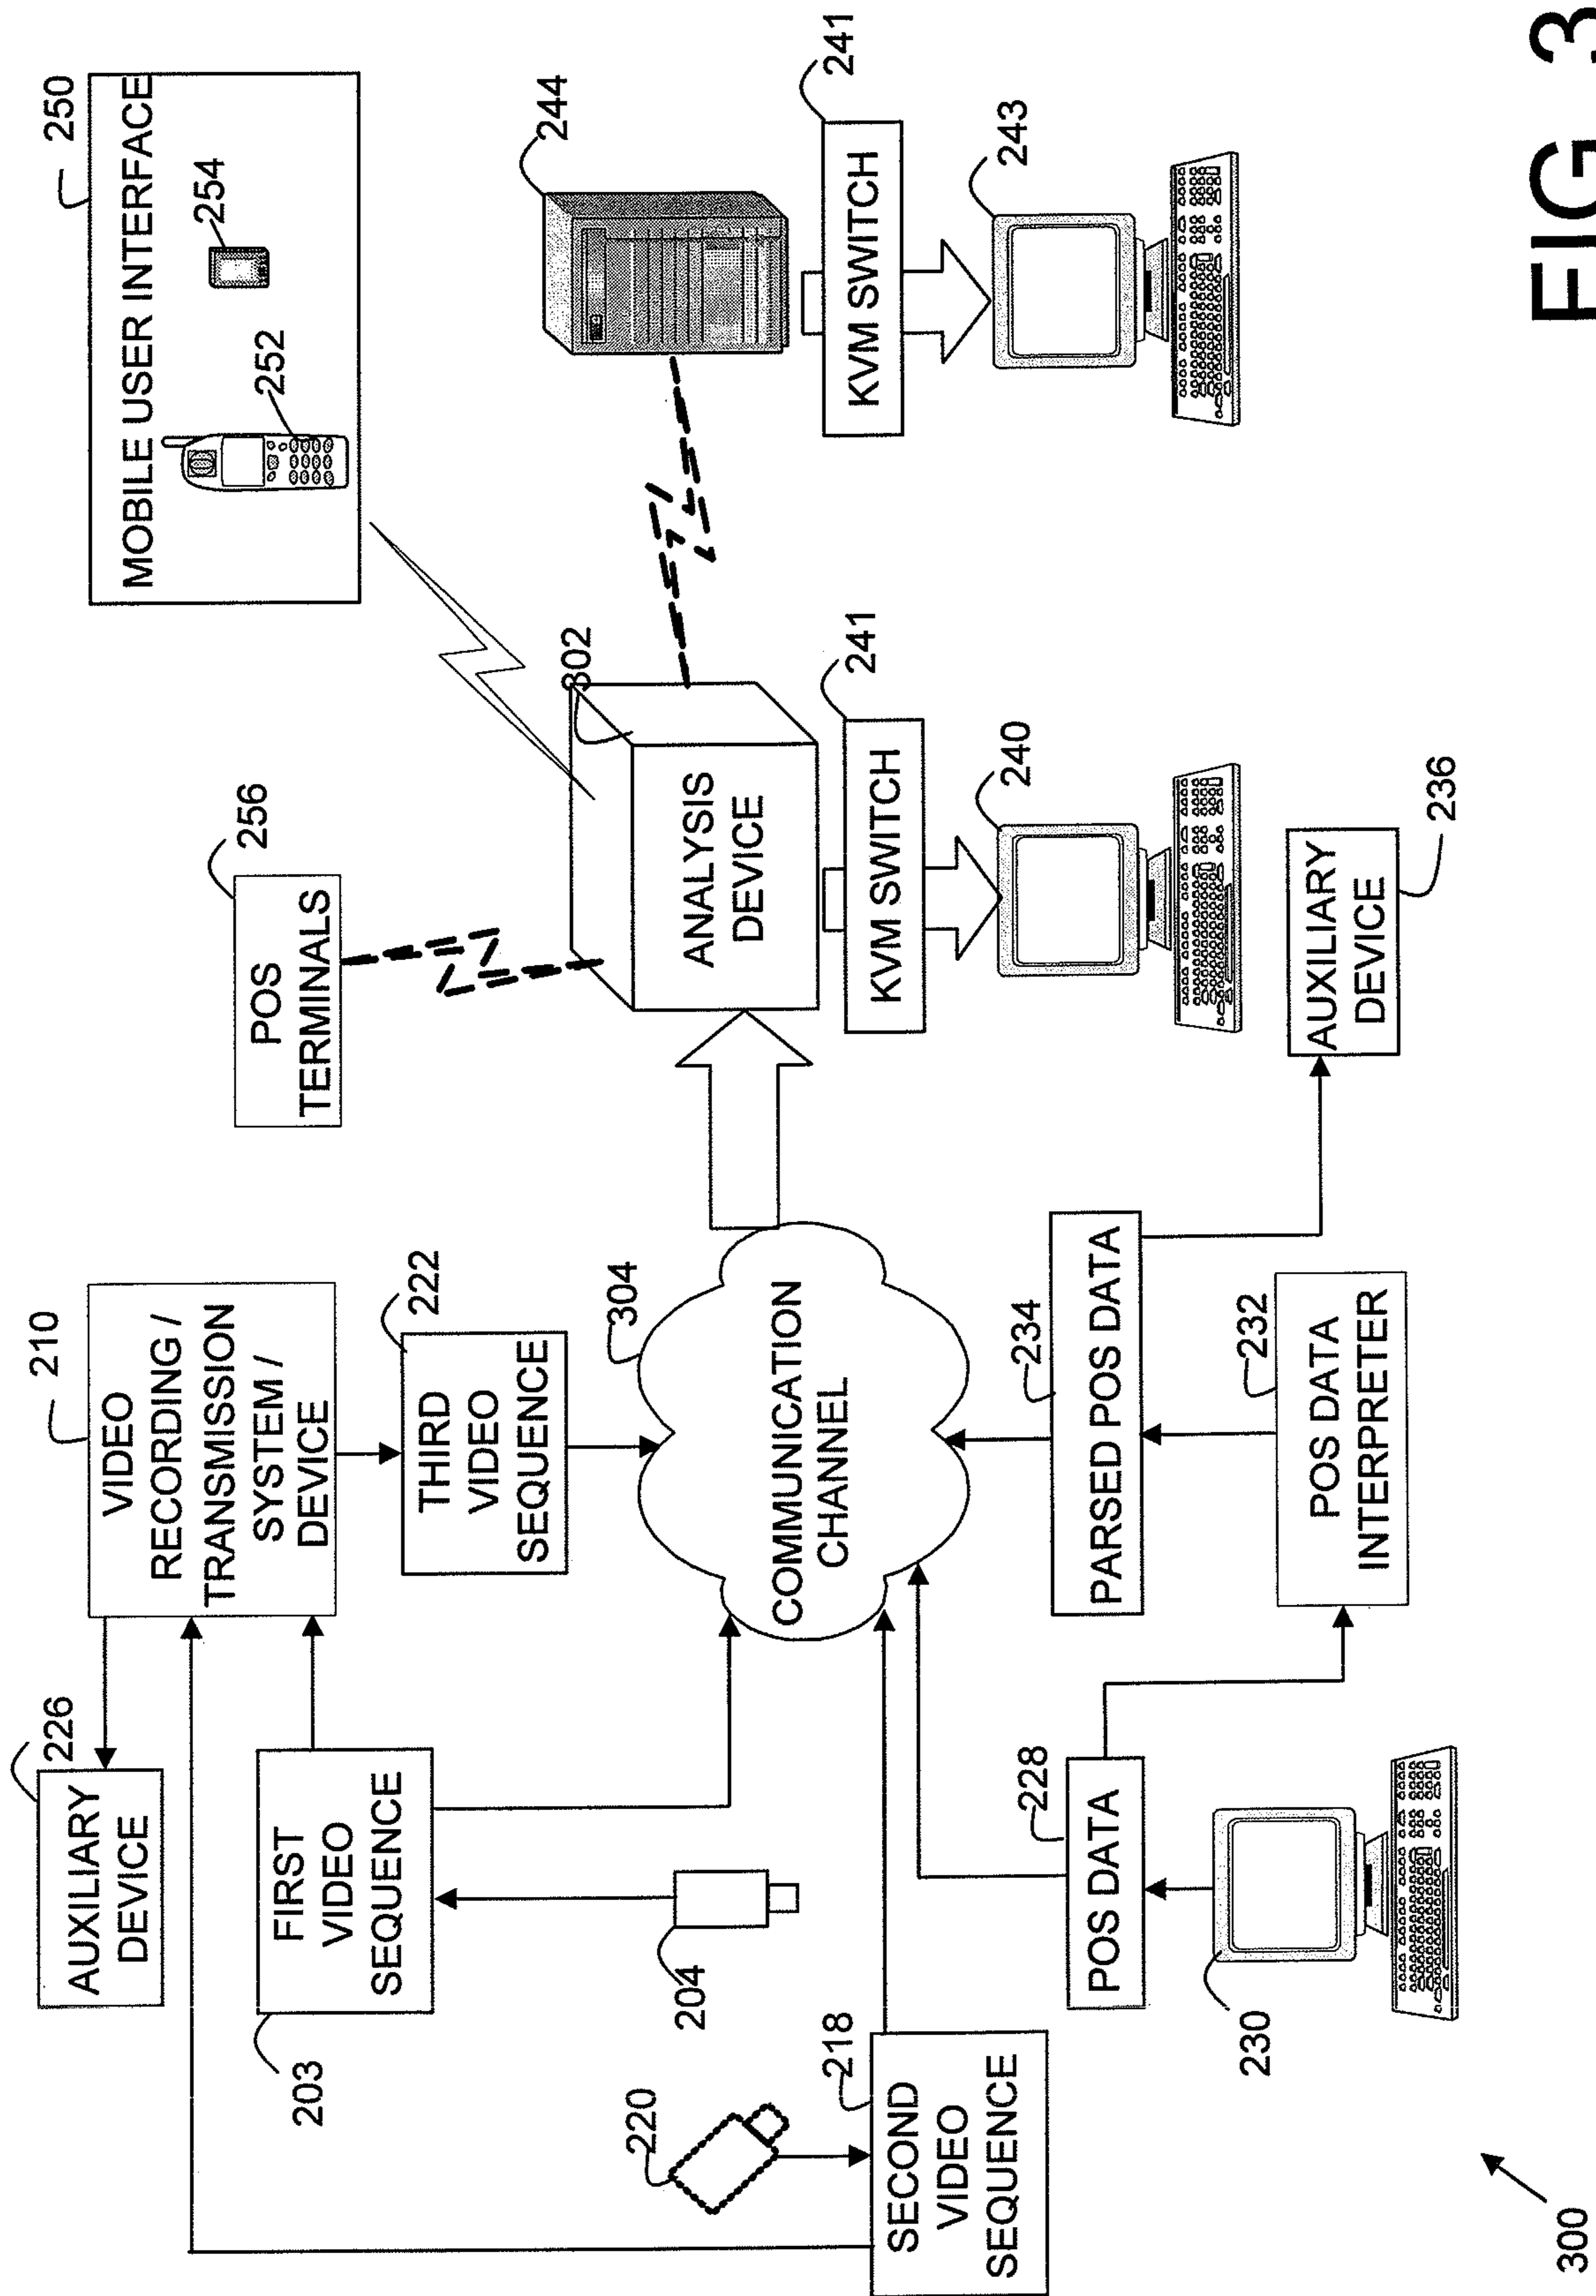 250
MOBILE USER INTERFACE
254
252
244
241
KVM SWITCH
243
256
POS
TERMINALS
302
ANALYSIS
DEVICE
241
KVM SWITCH
240
AUXILIARY
DEVICE
236
210
VIDEO
RECORDING /
TRANSMISSION
SYSTEM /
DEVICE
222
THIRD
VIDEO
SEQUENCE
304
COMMUNICATION
CHANNEL
234
PARSED POS DATA
232
POS DATA
INTERPRETER
226
AUXILIARY
DEVICE
FIRST
VIDEO
SEQUENCE
203
204
220
218
SECOND
VIDEO
SEQUENCE
228
POS DATA
230
300
FIG. 3